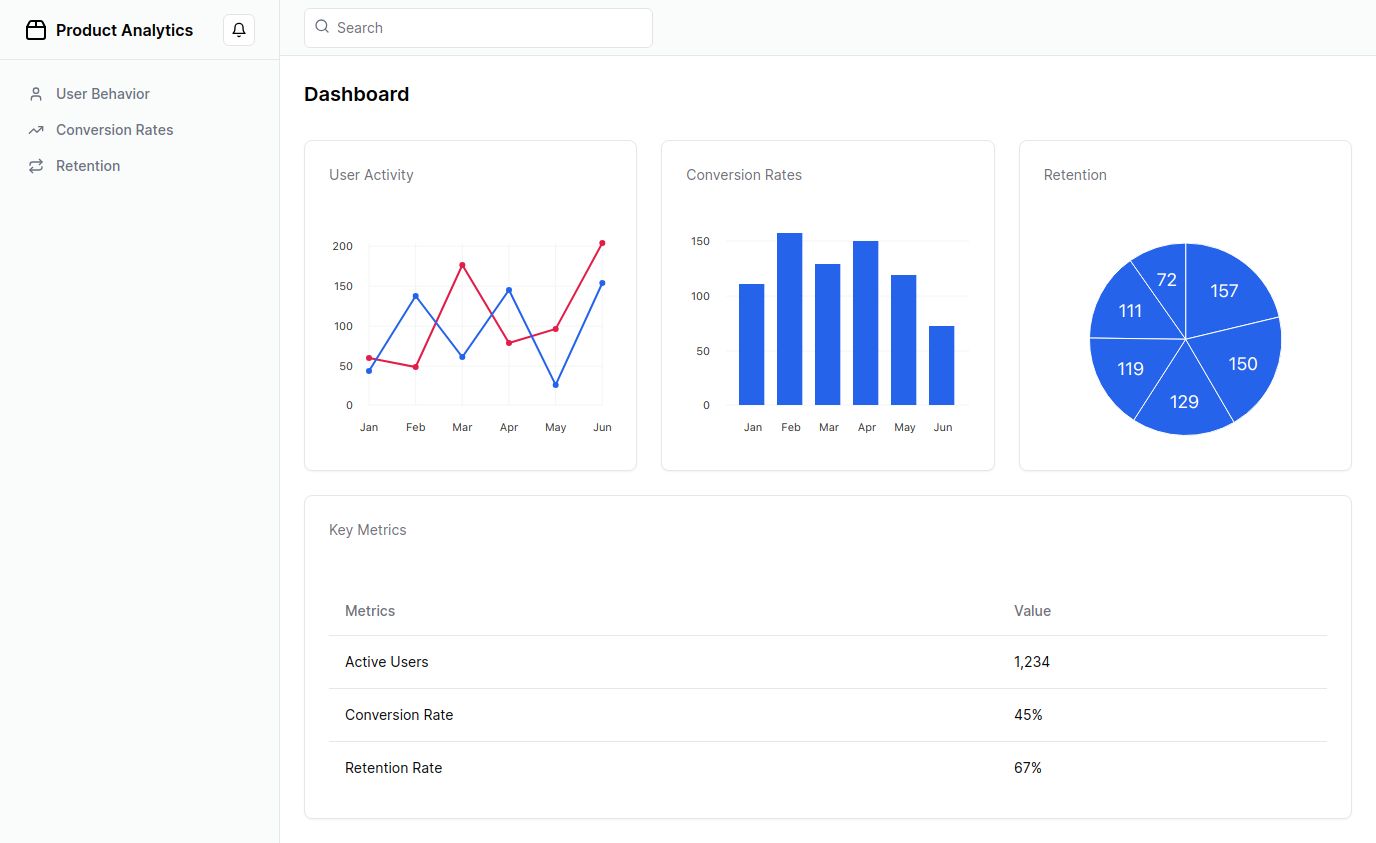 Product Analytics
Search
User Behavior
Conversion Rates
Retention
Dashboard
User Activity
200
150
100
50
0
Jan Feb Mar Apr May Jun
Conversion Rates
150
100
50
0
Jan Feb Mar Apr May Jun
Retention
72 157
111
150
119
129
Key Metrics
Metrics Value
Active Users 1,234
Conversion Rate 45%
Retention Rate 67%